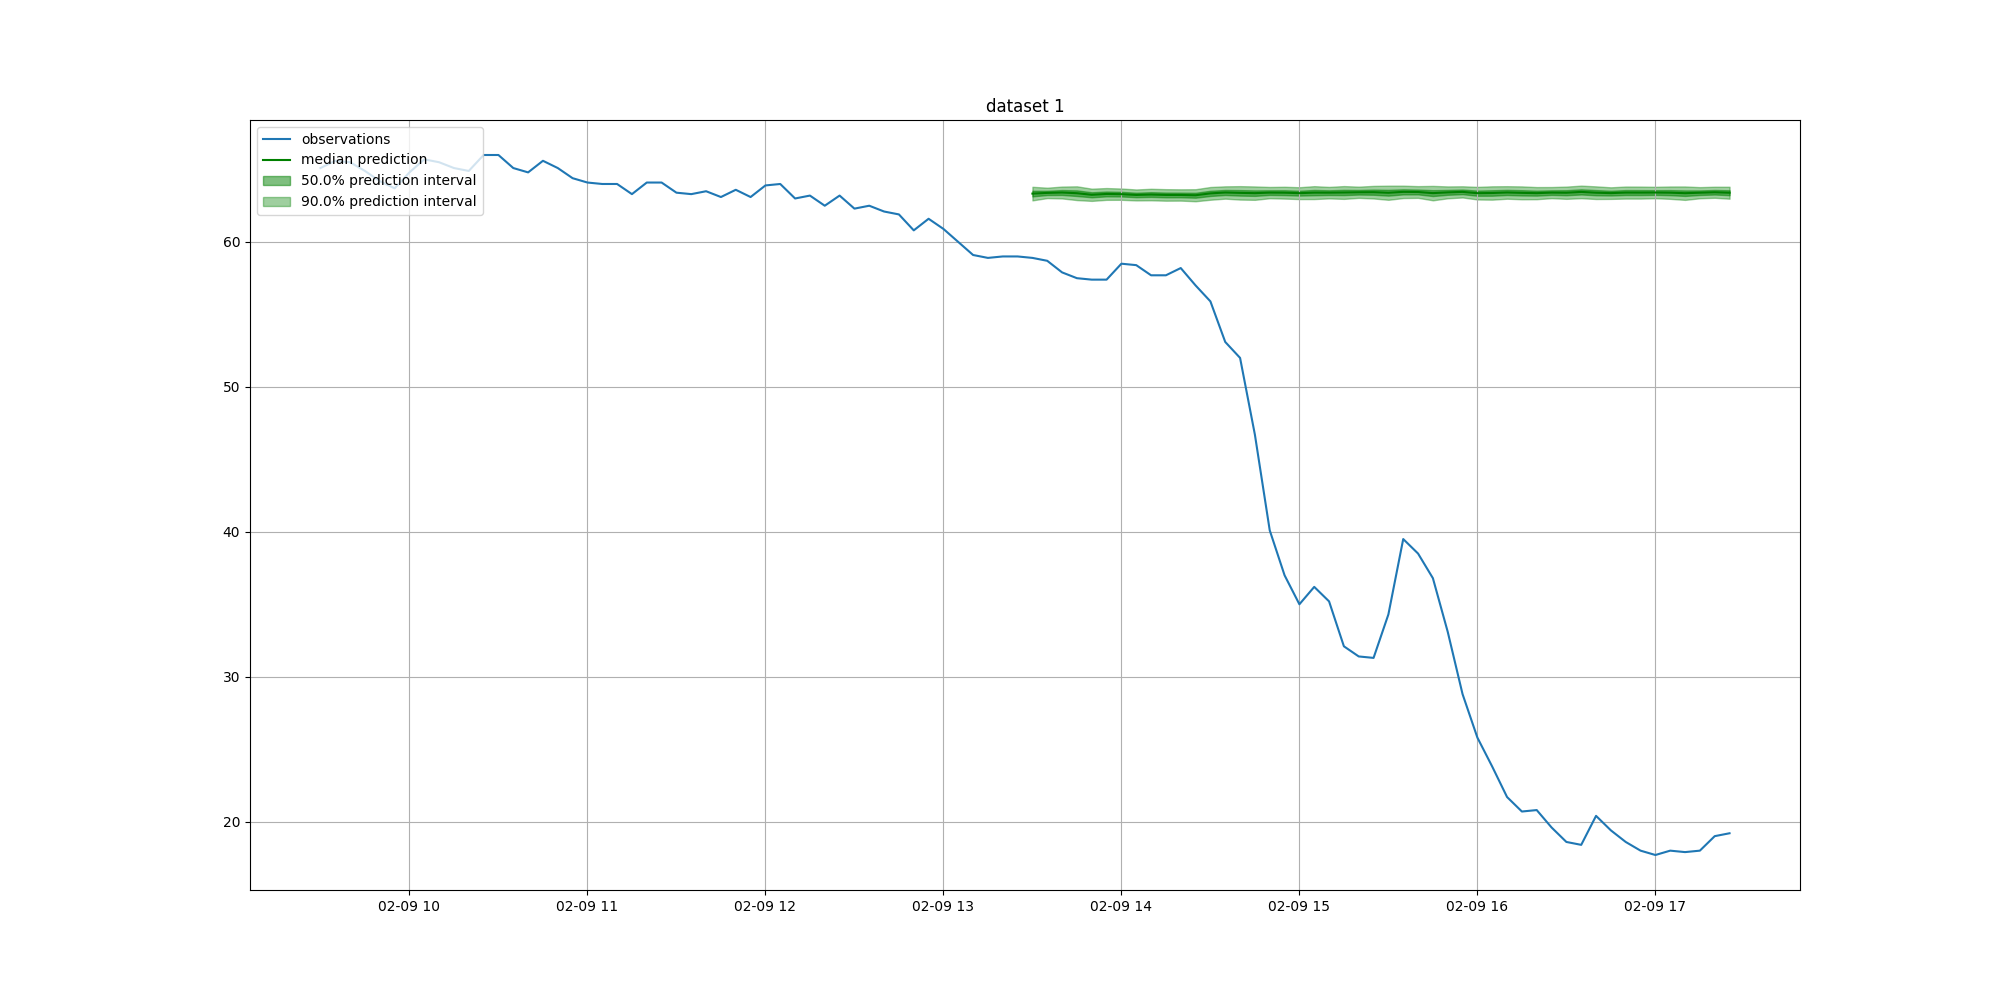 dataset 1
observations
median prediction
50.0% prediction interval
90.0% prediction interval
60
50
40
30
20
02-09 10
02-09 11
02-09 12
02-09 13
02-09 14
02-09 15
02-09 16
02-09 17